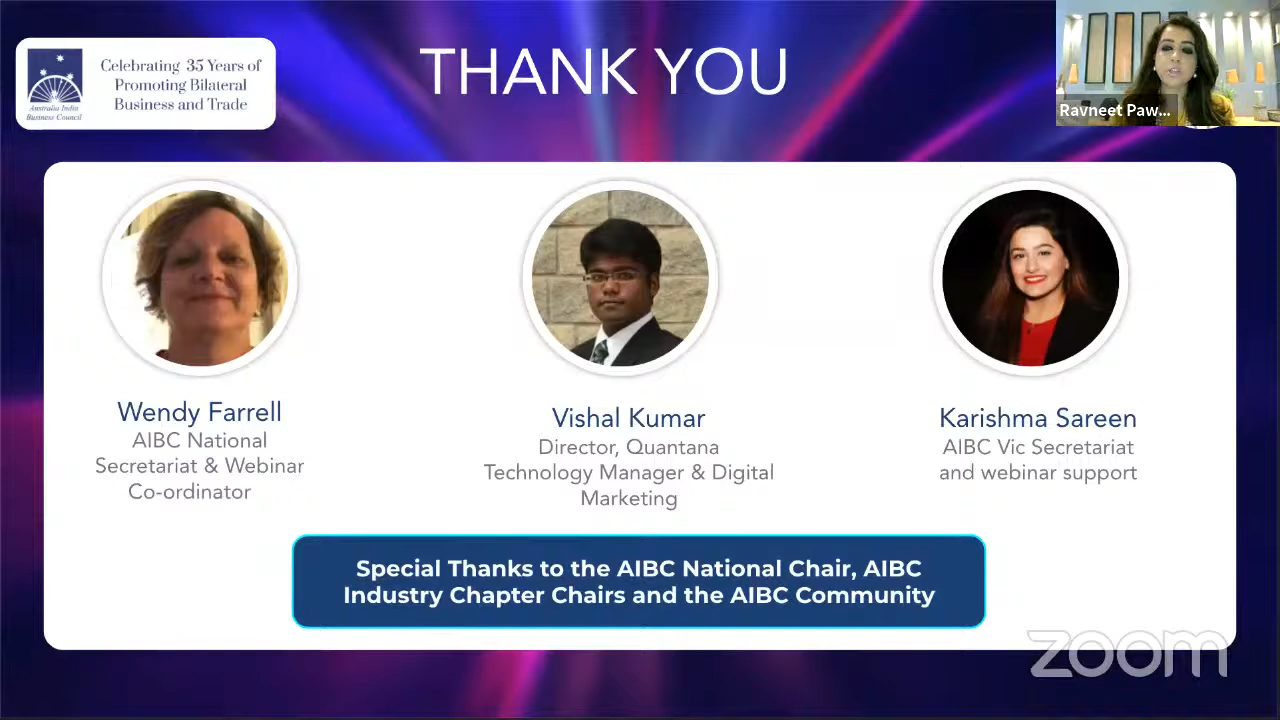 Celebrating 35 Years of
Promoting Bilateral
Business and Trade
Australia India
Business Council
THANK YOU
Ravneet Paw...
Wendy Farrell
AIBC National
Secretariat & Webinar
Co-ordinator
Vishal Kumar
Director, Quantana
Technology Manager & Digital
Marketing
Karishma Sareen
AIBC Vic Secretariat
and webinar support
Special Thanks to the AIBC National Chair, AIBC
Industry Chapter Chairs and the AIBC Community
zoom